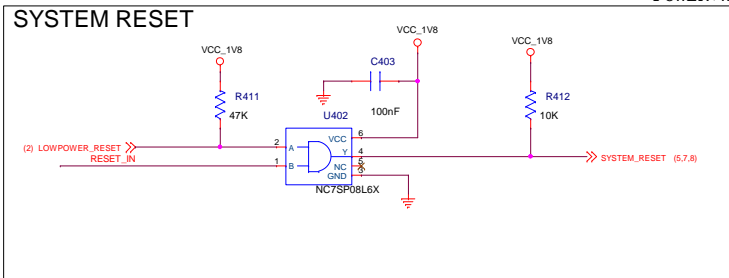 SYSTEM RESET
VCC_1V8
VCC_1V8
VCC_1V8
C403
100nF
R411
47K
R412
10K
U402
(2) LOWPOWER_RESET
RESET_IN
2 A
1 B
VCC 6
Y 4
NC 5
GND 3
NC7SP08L6X
SYSTEM_RESET (5,7,8)